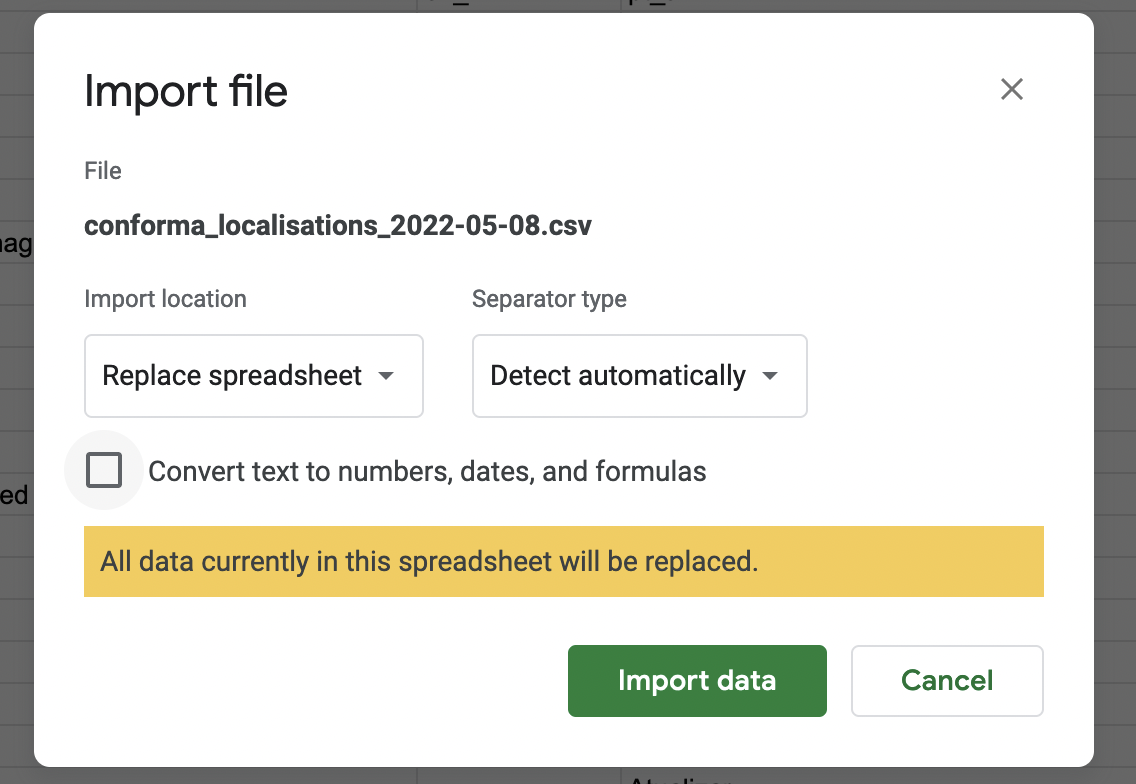 Import file
File
conforma_localisations_2022-05-08.csv
Import location
Separator type
Replace spreadsheet
Detect automatically
Convert text to numbers, dates, and formulas
ed
All data currently in this spreadsheet will be replaced.
Import data
Cancel